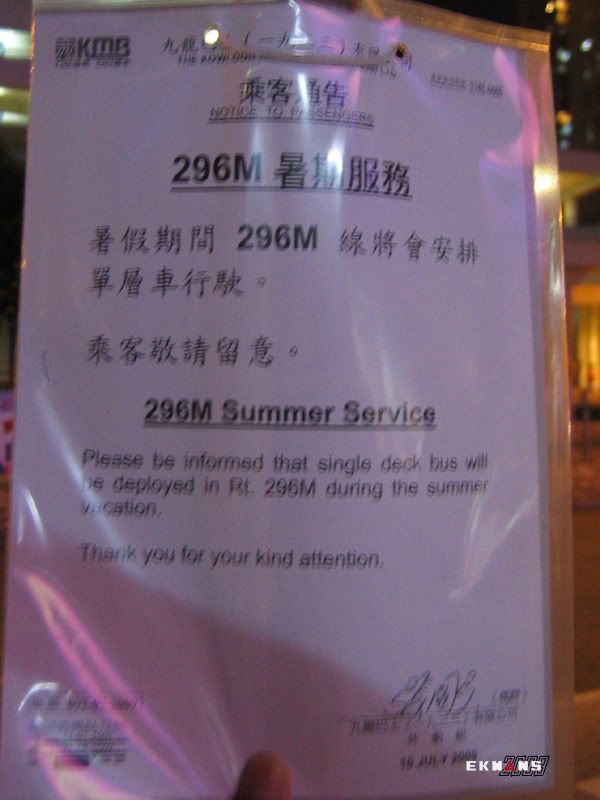 KMB
九龍巴士（一九三三）有限公司
乘客通告
NOTICE TO PASSENGERS
296M 暑期服務
暑假期間 296M 線將會安排
單層車行駛。
乘客敬請留意。
296M Summer Service
Please be informed that single deck bus will
be deployed in Rt. 296M during the summer
vacation.
Thank you for your kind attention.
九龍巴士（一九三三）有限公司
JULY
EKM2NS